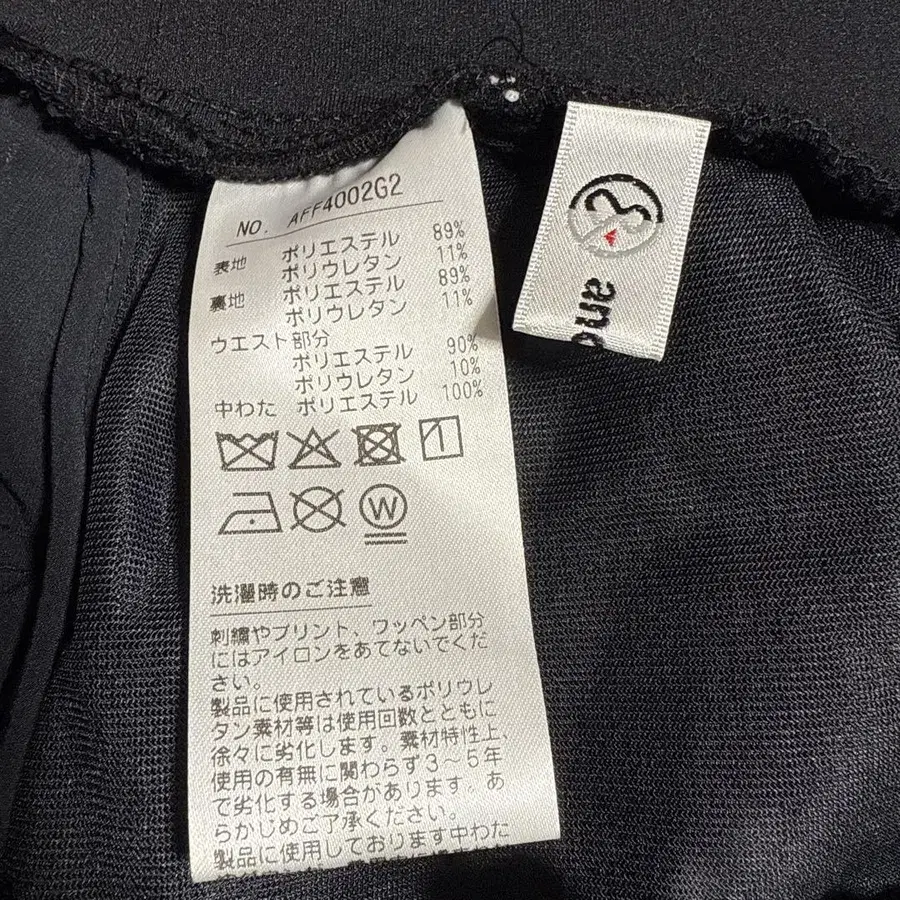 NO. AFF4002G2
表地 ポリエステル 89%
ポリウレタン 11%
裏地 ポリエステル 89%
ポリウレタン 11%
ウエスト部分
ポリエステル 90%
ポリウレタン 10%
中わた ポリエステル 100%
1
W
洗濯時のご注意
刺繍やプリント、ワッペン部分
にはアイロンをあてないでくだ
さい。
製品に使用されているポリウレ
タン素材等は使用回数とともに
徐々に劣化します。素材特性上、
使用の有無に関わらず3~5年
で劣化する場合があります。あ
らかじめご了承ください。
製品に使用しております中わた